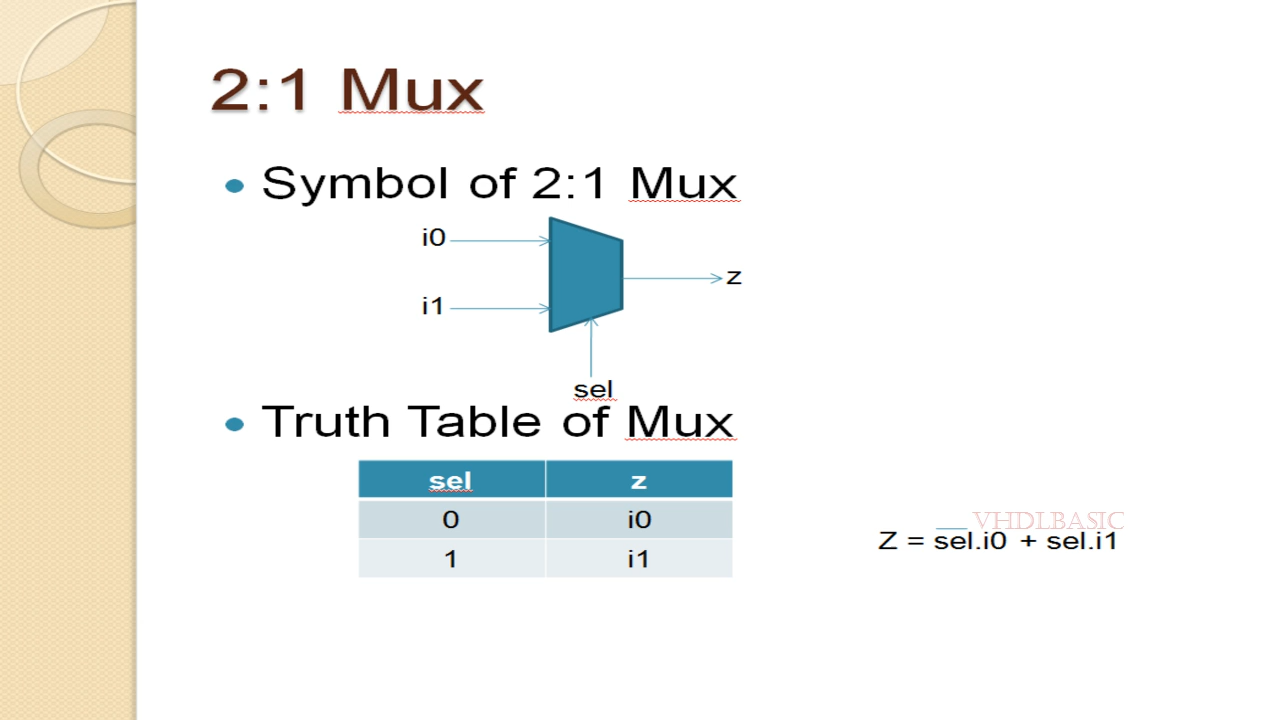 2:1 Mux
Symbol of 2:1 Mux
i0
z
i1
sel
Truth Table of Mux
sel z
0 i0
1 i1
VHDLBASIC
Z = s̅e̅l̅.i0 + sel.i1